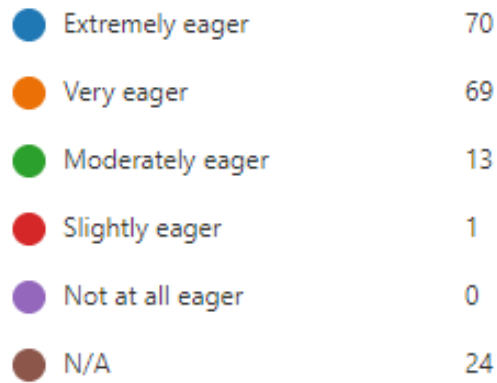 Extremely eager 70
Very eager 69
Moderately eager 13
Slightly eager 1
Not at all eager 0
N/A 24